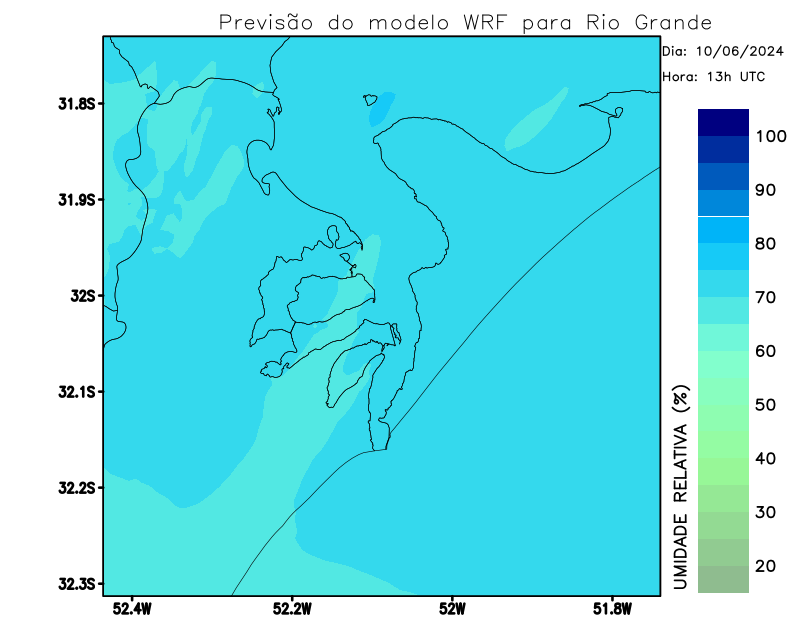 Previsão do modelo WRF para Rio Grande
Dia: 10/06/2024
Hora: 13h UTC
31.8S
31.9S
32S
32.1S
32.2S
32.3S
52.4W
52.2W
52W
51.8W
100
90
80
70
60
50
40
30
20
UMIDADE RELATIVA (%)